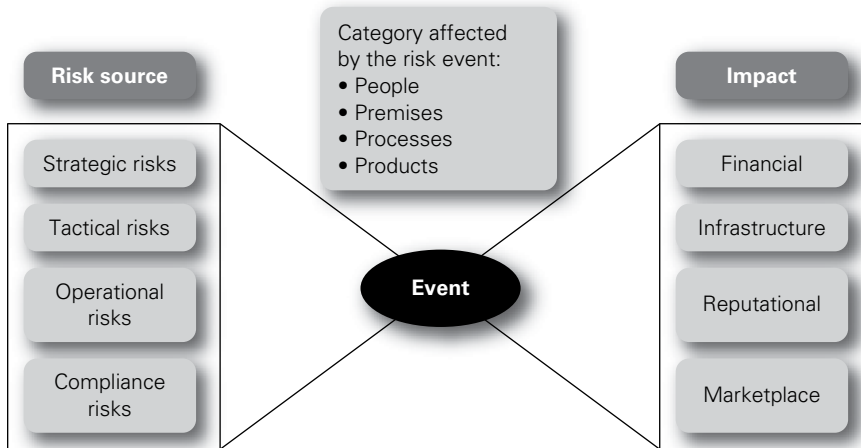 Category affected
by the risk event:
• People
• Premises
• Processes
• Products
Risk source
Strategic risks
Tactical risks
Operational
risks
Compliance
risks
Event
Impact
Financial
Infrastructure
Reputational
Marketplace